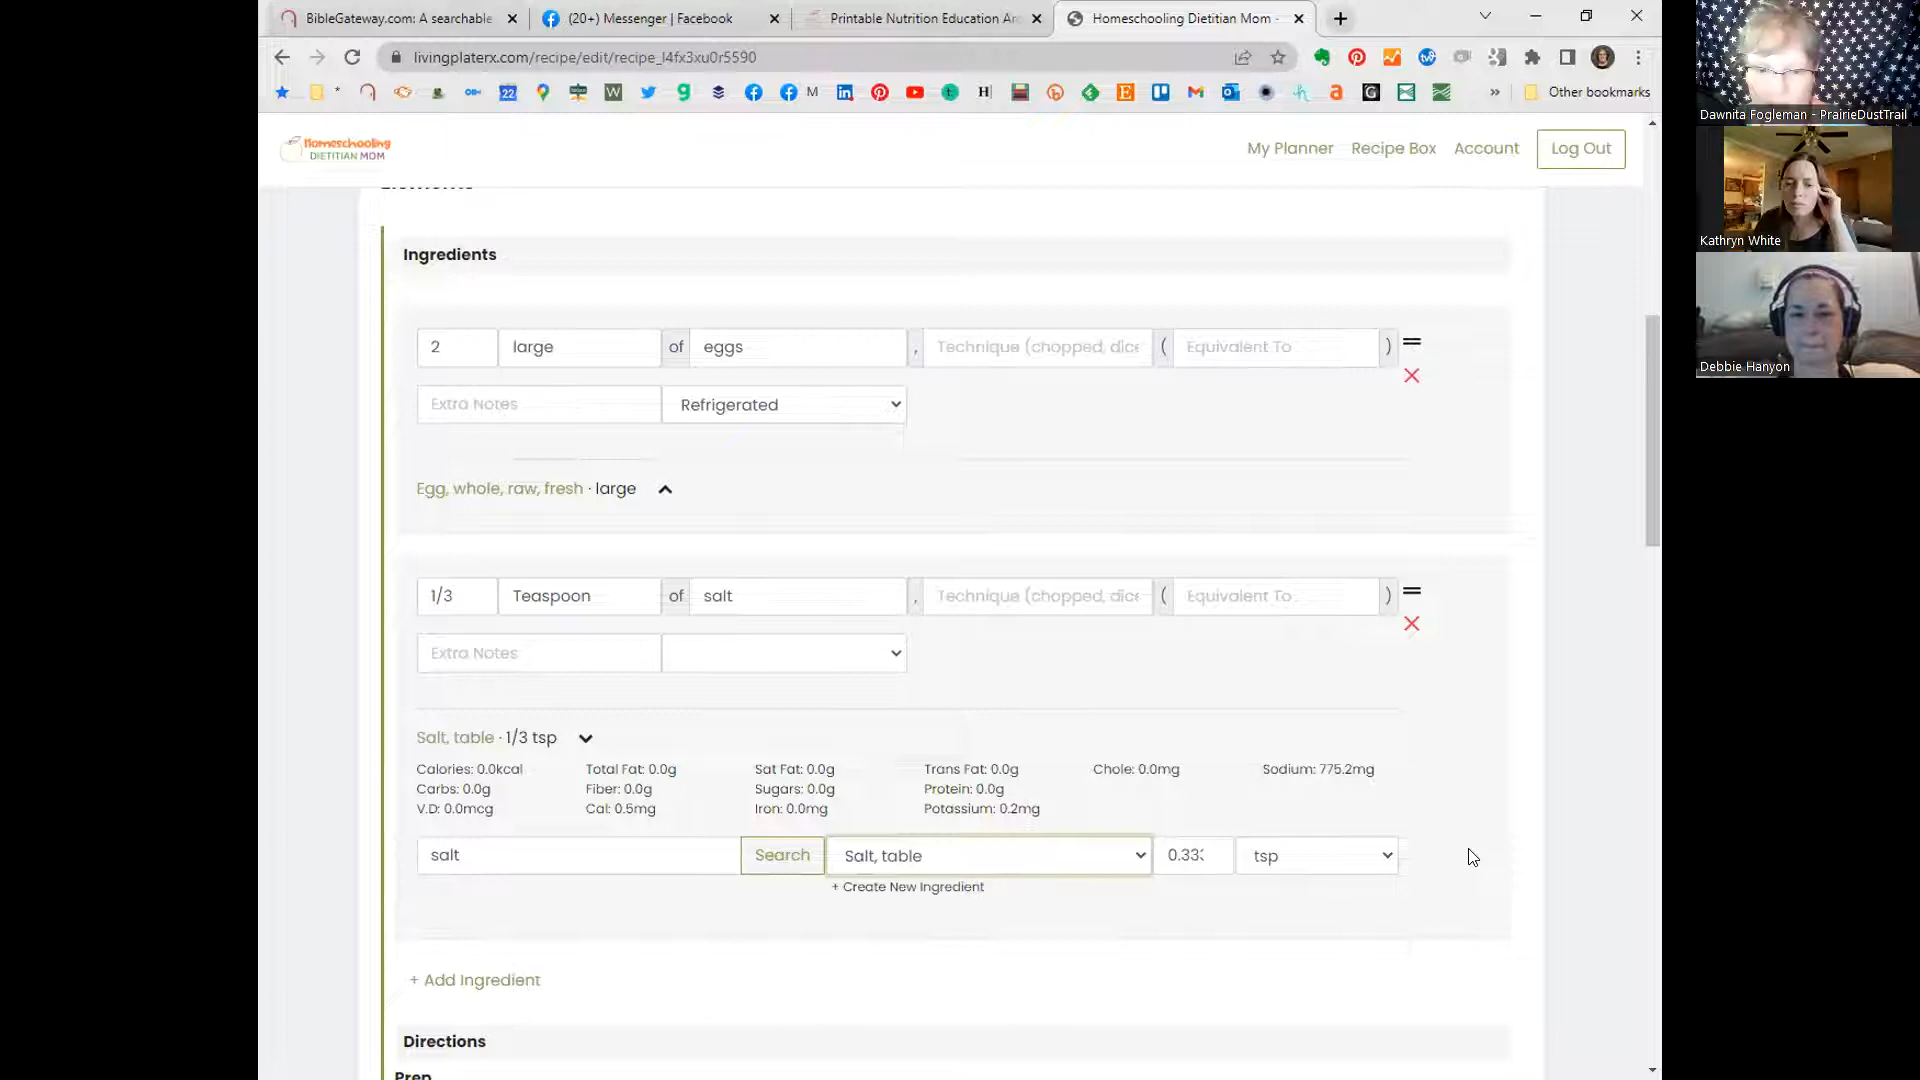 BibleGateway.com: A searchable
(20+) Messenger | Facebook
Printable Nutrition Education An
Homeschooling Dietitian Mom -
livingplaterx.com/recipe/edit/recipe_l4fx3xu0r5590
M
Other bookmarks
Homeschooling
DIETITIAN MOM
My Planner
Recipe Box
Account
Log Out
Ingredients
2 large of eggs , Technique (chopped, dice ( Equivalent To )
Extra Notes Refrigerated
Egg, whole, raw, fresh · large
1/3 Teaspoon of salt , Technique (chopped, dice ( Equivalent To )
Extra Notes
Salt, table · 1/3 tsp
Calories: 0.0kcal Total Fat: 0.0g Sat Fat: 0.0g Trans Fat: 0.0g Chole: 0.0mg Sodium: 775.2mg
Carbs: 0.0g Fiber: 0.0g Sugars: 0.0g Protein: 0.0g
V.D: 0.0mcg Cal: 0.5mg Iron: 0.0mg Potassium: 0.2mg
salt Search Salt, table 0.333 tsp
+ Create New Ingredient
+ Add Ingredient
Directions
Prep
Dawnita Fogleman - PrairieDustTrail
Kathryn White
Debbie Hanyon